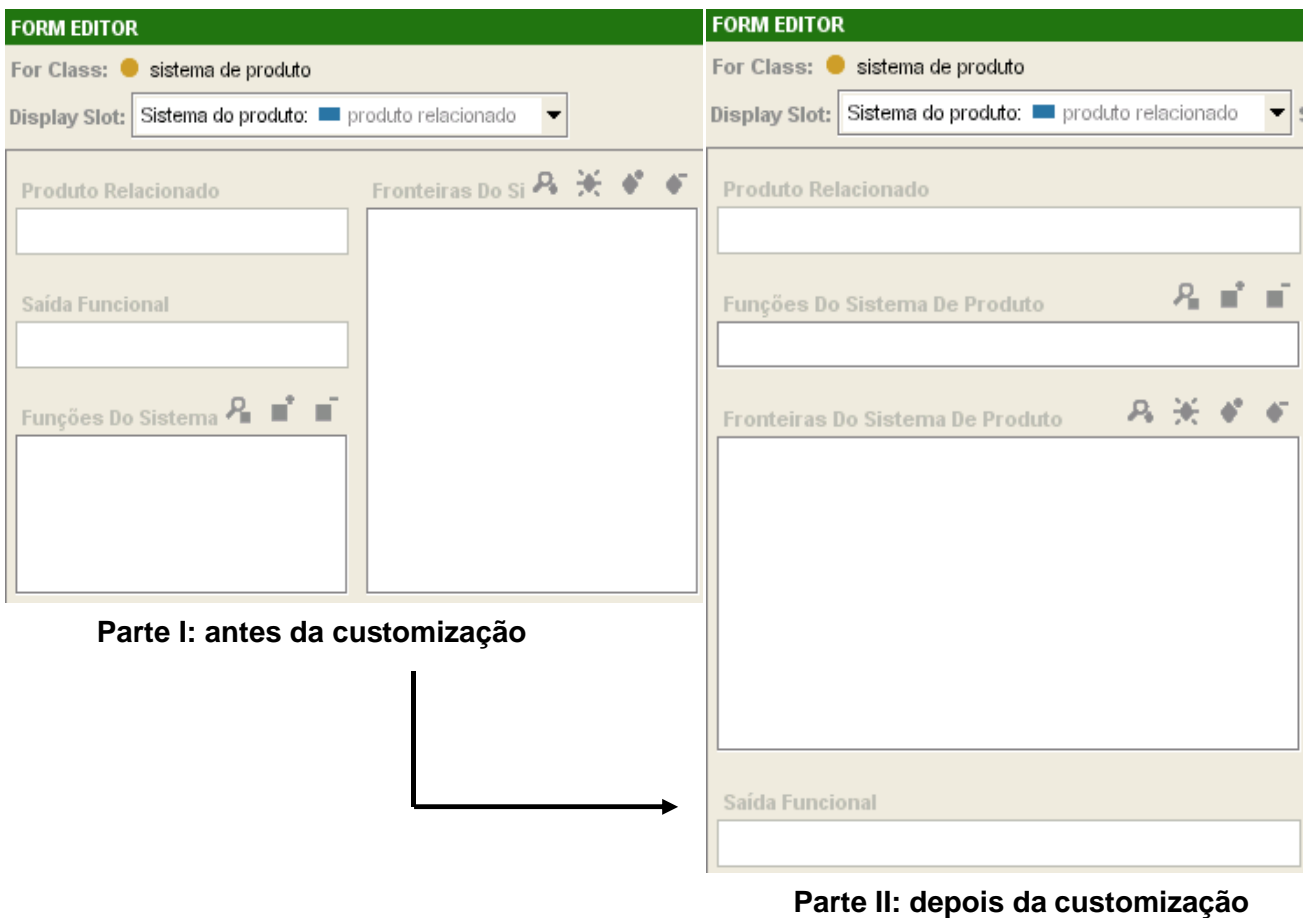 FORM EDITOR
For Class: sistema de produto
Display Slot: Sistema do produto: produto relacionado
Produto Relacionado
Fronteiras Do Si
Saída Funcional
Funções Do Sistema
Parte I: antes da customização
FORM EDITOR
For Class: sistema de produto
Display Slot: Sistema do produto: produto relacionado
Produto Relacionado
Funções Do Sistema De Produto
Fronteiras Do Sistema De Produto
Saída Funcional
Parte II: depois da customização